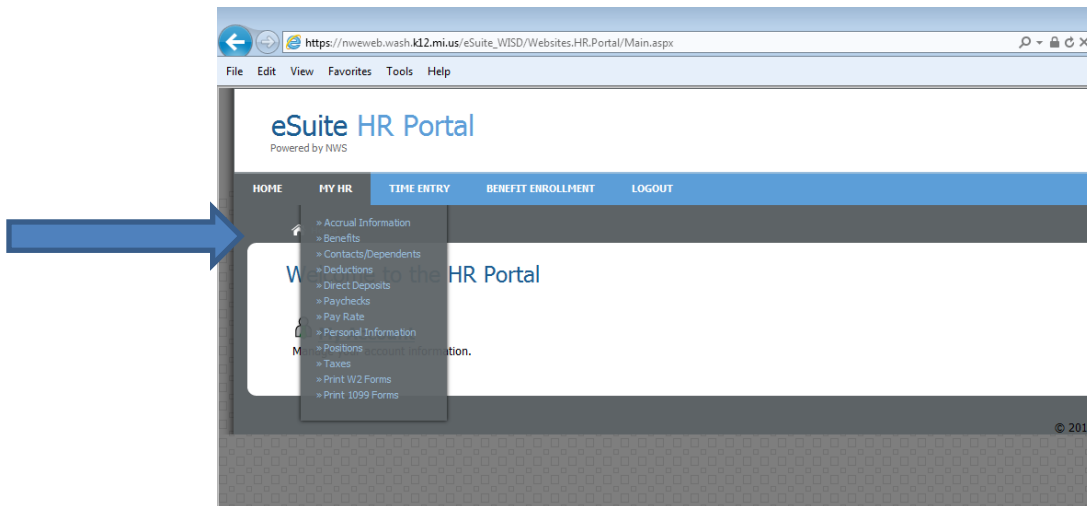 https://nweweb.wash.k12.mi.us/eSuite_WISD/Websites.HR.Portal/Main.aspx
File Edit View Favorites Tools Help
eSuite HR Portal
Powered by NWS
HOME MY HR TIME ENTRY BENEFIT ENROLLMENT LOGOUT
» Accrual Information
» Benefits
» Contacts/Dependents
» Deductions
» Direct Deposits
» Paychecks
» Pay Rate
» Personal Information
» Positions
» Taxes
» Print W2 Forms
» Print 1099 Forms
Welcome to the HR Portal
account information.
© 201